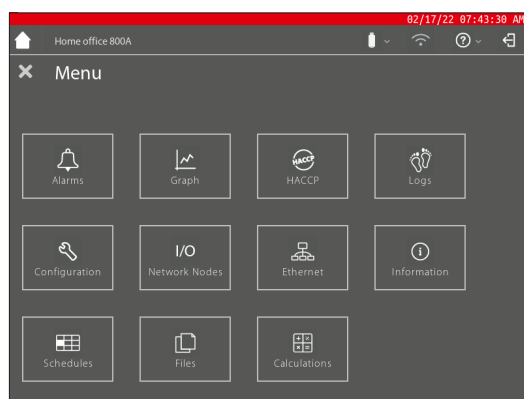 02/17/22 07:43:30 AM
Home office 800A
Menu
Alarms
Graph
HACCP
HACCP
Logs
Configuration
I/O
Network Nodes
Ethernet
Information
Schedules
Files
Calculations